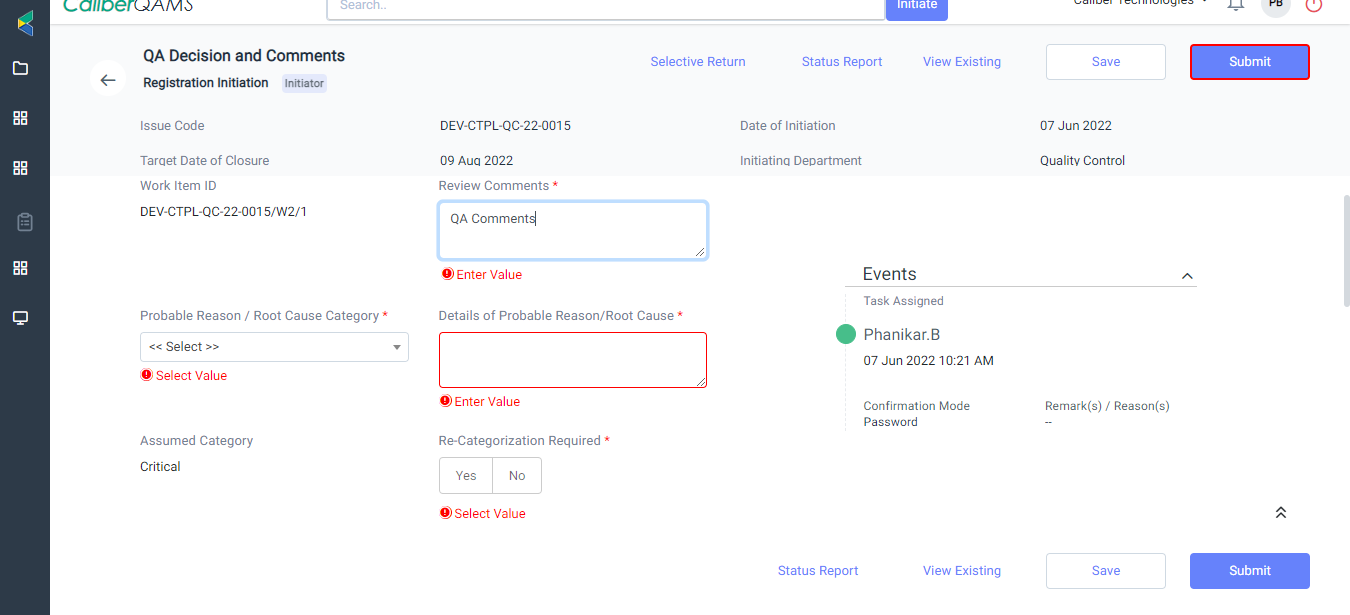 CaliberQAMS
Search..
Initiate
Caliber Technologies
PB
QA Decision and Comments
Registration Initiation Initiator
Selective Return
Status Report
View Existing
Save
Submit
Issue Code
DEV-CTPL-QC-22-0015
Date of Initiation
07 Jun 2022
Target Date of Closure
09 Aug 2022
Initiating Department
Quality Control
Work Item ID
DEV-CTPL-QC-22-0015/W2/1
Review Comments *
QA Comments
Enter Value
Probable Reason / Root Cause Category *
<< Select >>
Select Value
Details of Probable Reason/Root Cause *
Enter Value
Assumed Category
Critical
Re-Categorization Required *
Yes
No
Select Value
Events
Task Assigned
Phanikar.B
07 Jun 2022 10:21 AM
Confirmation Mode
Password
Remark(s) / Reason(s)
--
Status Report
View Existing
Save
Submit